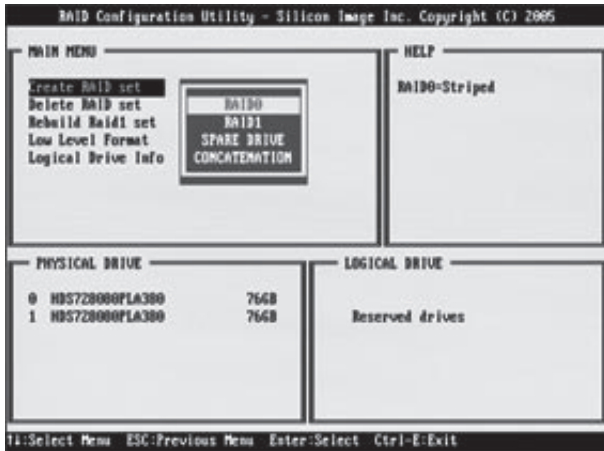 RAID Configuration Utility - Silicon Image Inc. Copyright (C) 2005
MAIN MENU
Create RAID set
Delete RAID set
Rebuild Raid1 set
Low Level Format
Logical Drive Info
RAID0
RAID1
SPARE DRIVE
CONCATENATION
HELP
RAID0=Striped
PHYSICAL DRIVE
0 HDS728080PLA380 76GB
1 HDS728080PLA380 76GB
LOGICAL DRIVE
Reserved drives
↑↓:Select Menu ESC:Previous Menu Enter:Select Ctrl-E:Exit